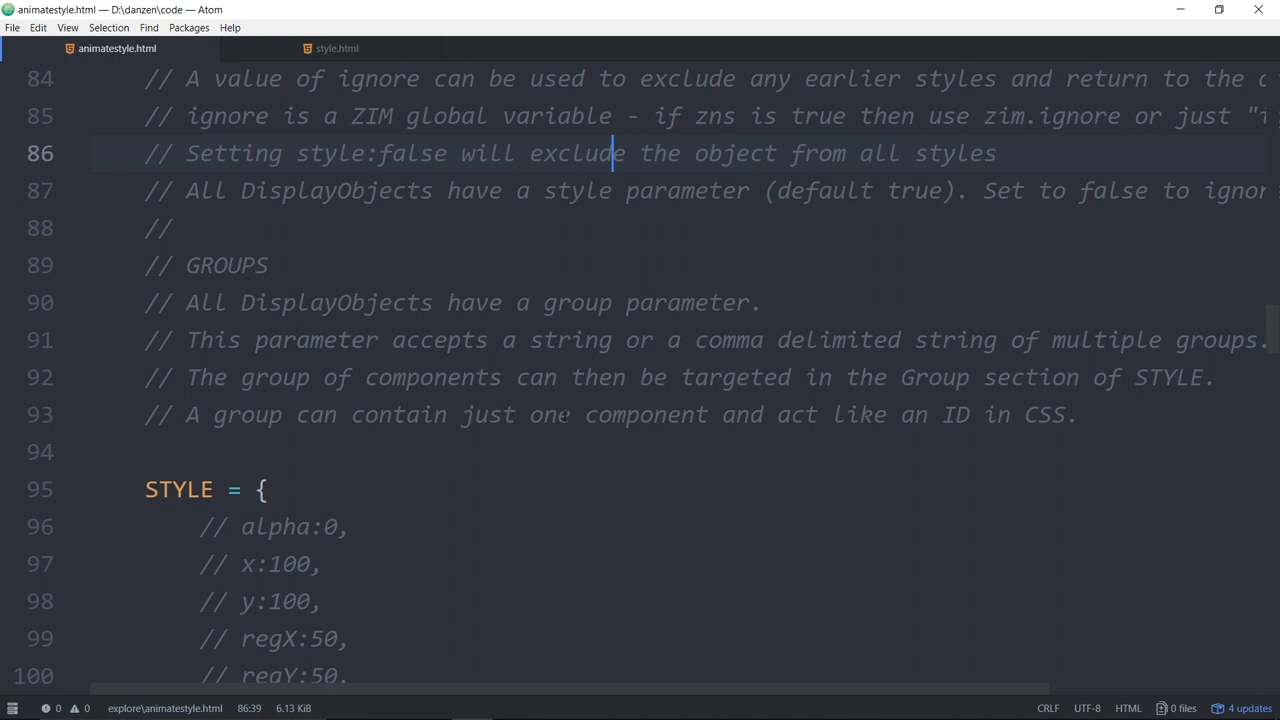 animatestyle.html — D:\danzen\code — Atom
File Edit View Selection Find Packages Help
animatestyle.html style.html
84 // A value of ignore can be used to exclude any earlier styles and return to the
85 // ignore is a ZIM global variable - if zns is true then use zim.ignore or just "i
86 // Setting style:false will exclude the object from all styles
87 // All DisplayObjects have a style parameter (default true). Set to false to ignor
88 //
89 // GROUPS
90 // All DisplayObjects have a group parameter.
91 // This parameter accepts a string or a comma delimited string of multiple groups.
92 // The group of components can then be targeted in the Group section of STYLE.
93 // A group can contain just one component and act like an ID in CSS.
94
95 STYLE = {
96 // alpha:0,
97 // x:100,
98 // y:100,
99 // regX:50,
100 // regY:50,
0 0 explore\animatestyle.html 86:39 6.13 KiB CRLF UTF-8 HTML 0 files 4 updates